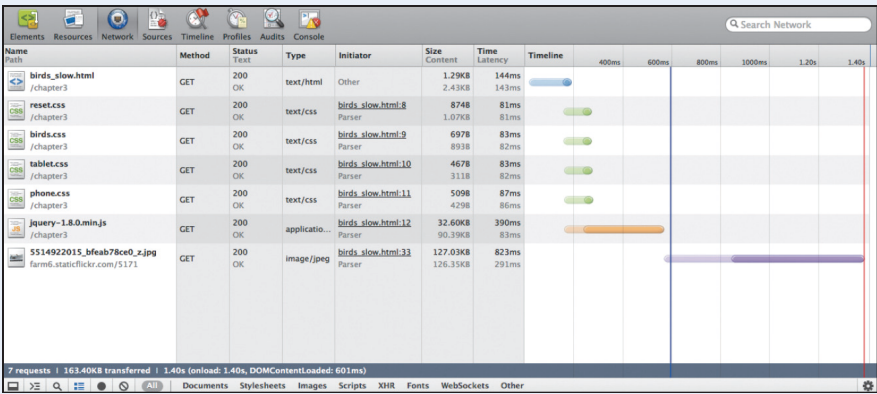 Elements Resources Network Sources Timeline Profiles Audits Console
Search Network
Name Path Method Status Text Type Initiator Size Content Time Latency Timeline 400ms 600ms 800ms 1000ms 1.20s 1.40s
birds_slow.html /chapter3 GET 200 OK text/html Other 1.29KB 2.43KB 144ms 143ms
reset.css /chapter3 GET 200 OK text/css birds_slow.html:8 Parser 874B 1.07KB 81ms 81ms
birds.css /chapter3 GET 200 OK text/css birds_slow.html:9 Parser 697B 893B 83ms 82ms
tablet.css /chapter3 GET 200 OK text/css birds_slow.html:10 Parser 467B 311B 83ms 82ms
phone.css /chapter3 GET 200 OK text/css birds_slow.html:11 Parser 509B 429B 87ms 86ms
jquery-1.8.0.min.js /chapter3 GET 200 OK applicatio... birds_slow.html:12 Parser 32.60KB 90.39KB 390ms 83ms
5514922015_bfeab78ce0_z.jpg farm6.staticflickr.com/5171 GET 200 OK image/jpeg birds_slow.html:33 Parser 127.03KB 126.35KB 823ms 291ms
7 requests | 163.40KB transferred | 1.40s (onload: 1.40s, DOMContentLoaded: 601ms)
All Documents Stylesheets Images Scripts XHR Fonts WebSockets Other